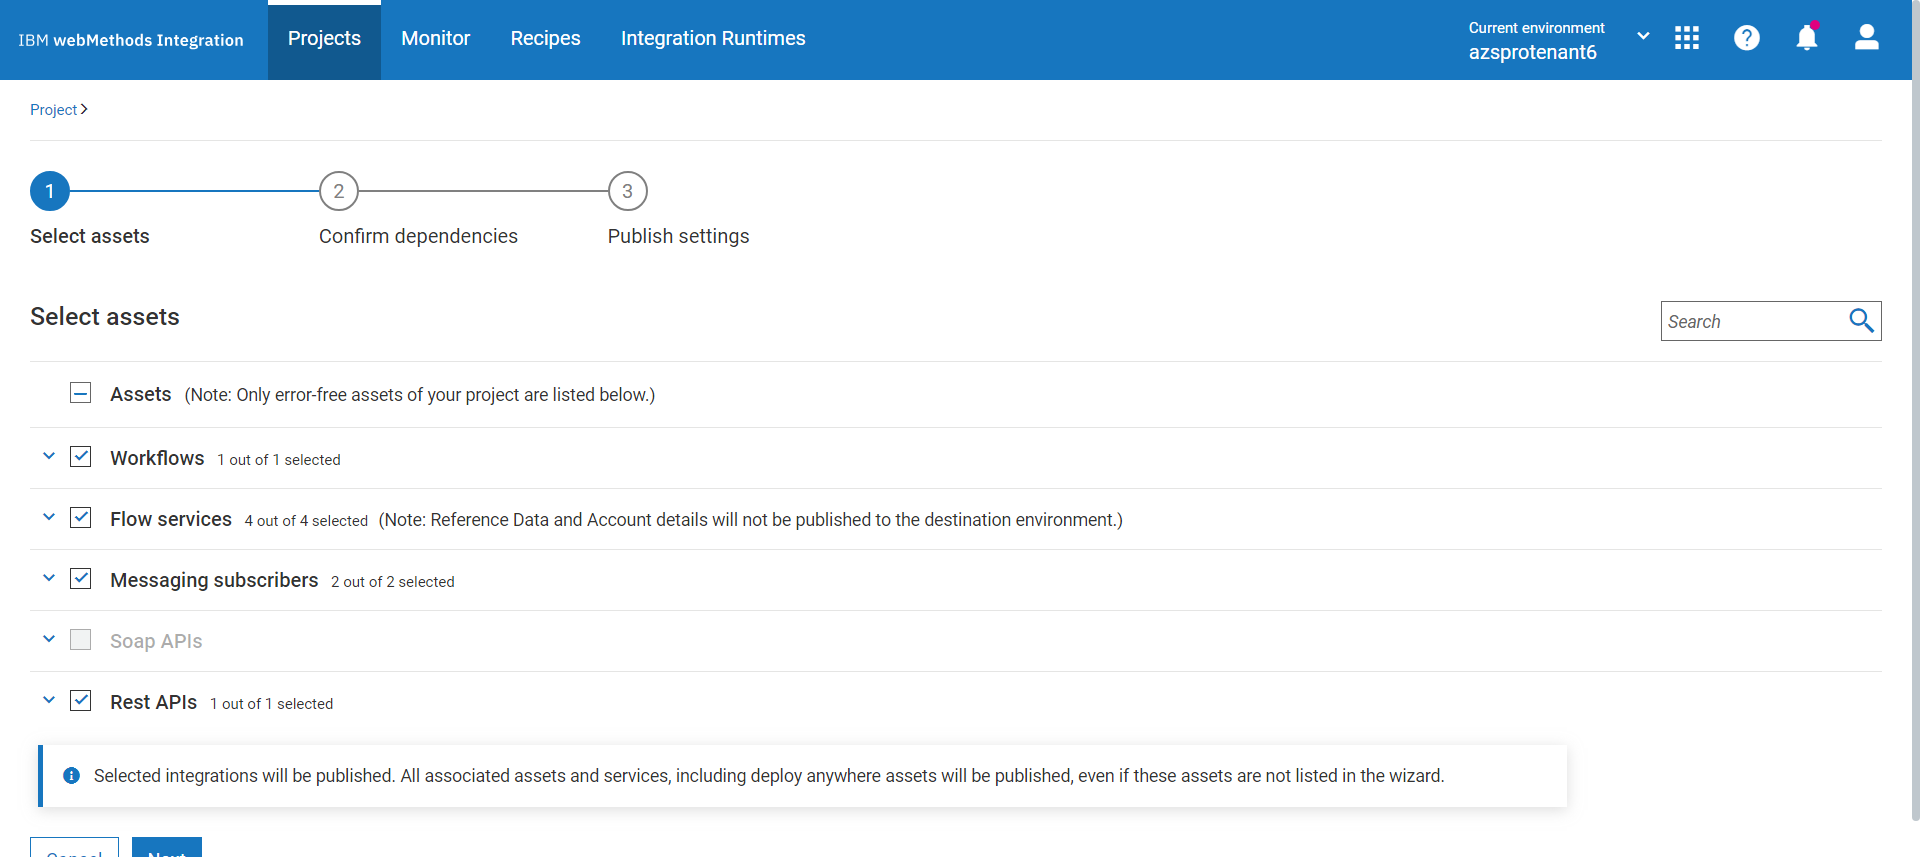 IBM webMethods Integration
Projects
Monitor
Recipes
Integration Runtimes
Current environment
azsprotenant6
Project
1
2
3
Select assets
Confirm dependencies
Publish settings
Select assets
Search
Assets (Note: Only error-free assets of your project are listed below.)
Workflows 1 out of 1 selected
Flow services 4 out of 4 selected (Note: Reference Data and Account details will not be published to the destination environment.)
Messaging subscribers 2 out of 2 selected
Soap APIs
Rest APIs 1 out of 1 selected
Selected integrations will be published. All associated assets and services, including deploy anywhere assets will be published, even if these assets are not listed in the wizard.
Cancel
Next